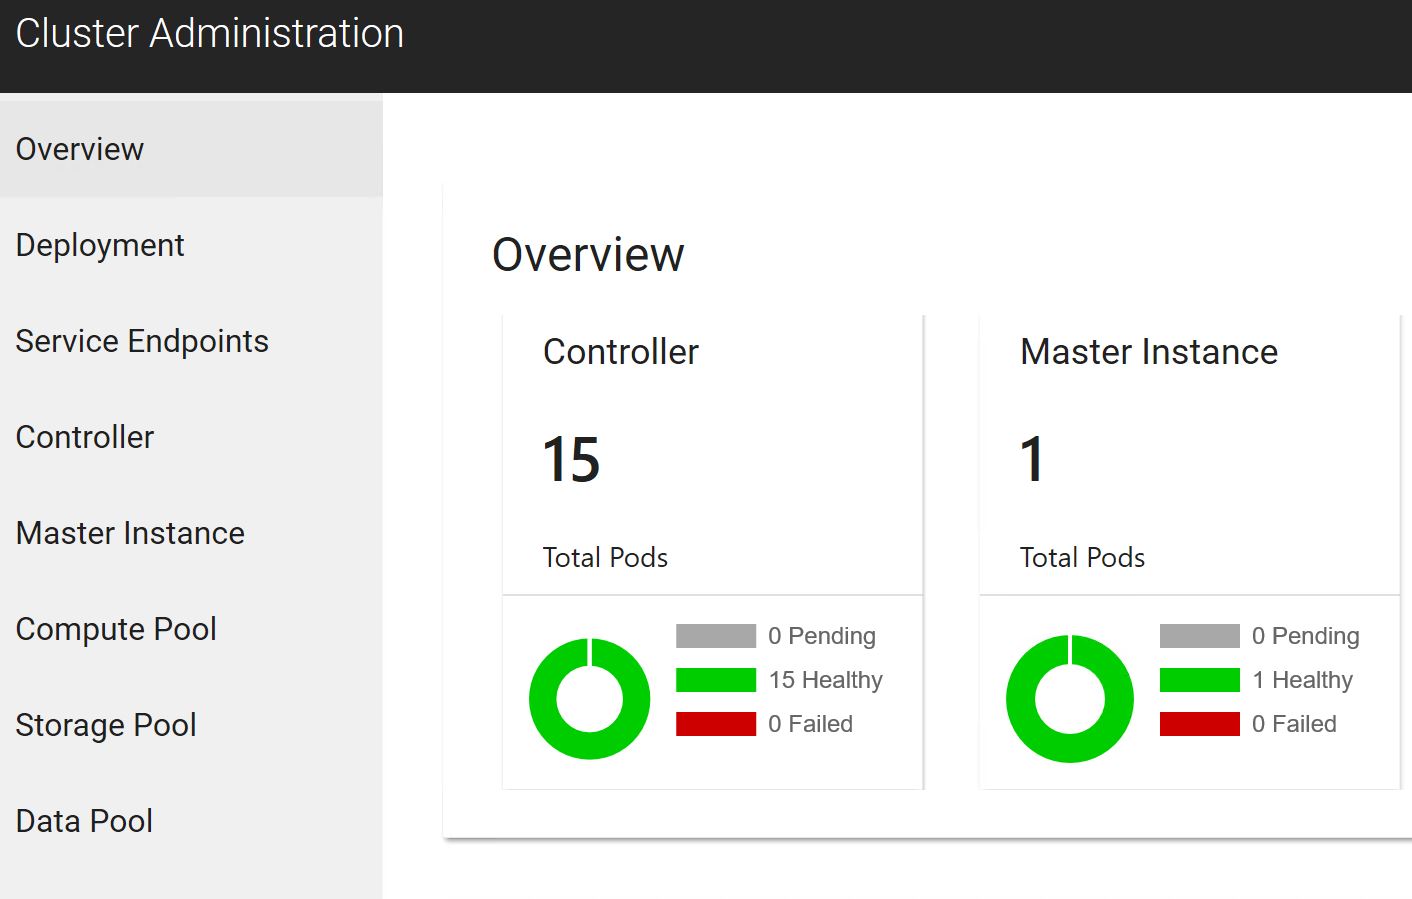 Cluster Administration
Overview
Deployment
Service Endpoints
Controller
Master Instance
Compute Pool
Storage Pool
Data Pool
Overview
Controller
15
Total Pods
0 Pending
15 Healthy
0 Failed
Master Instance
1
Total Pods
0 Pending
1 Healthy
0 Failed